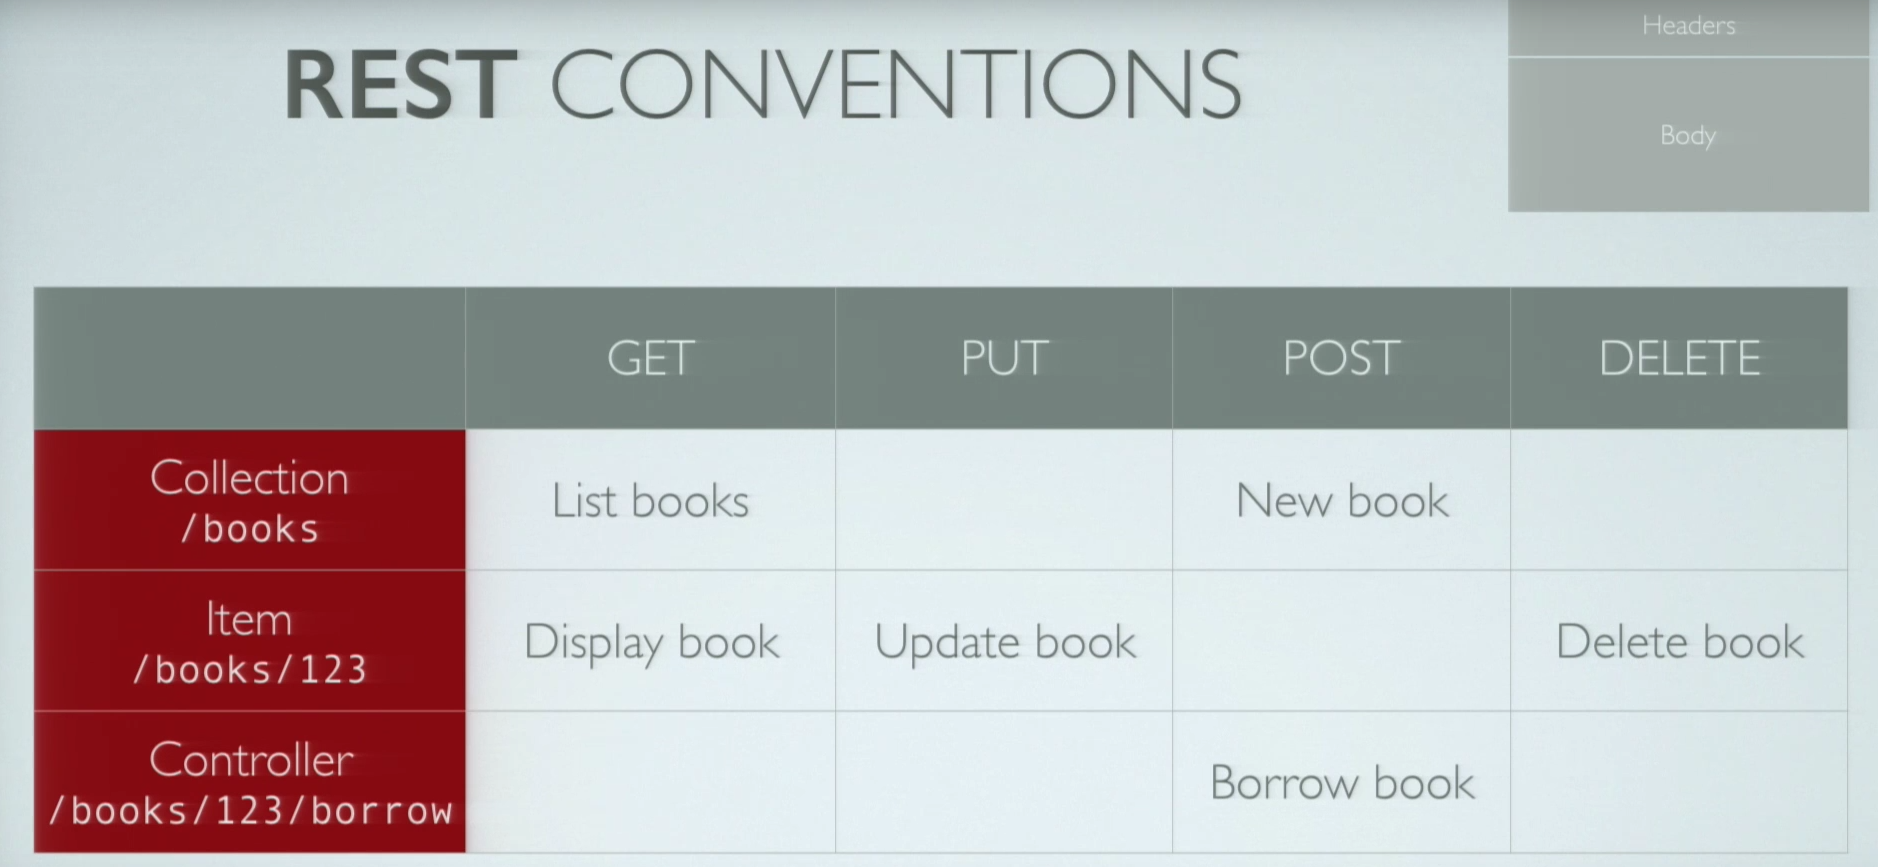 REST CONVENTIONS
Headers
Body
GET PUT POST DELETE
Collection
/books
List books New book
Item
/books/123
Display book Update book Delete book
Controller
/books/123/borrow
Borrow book